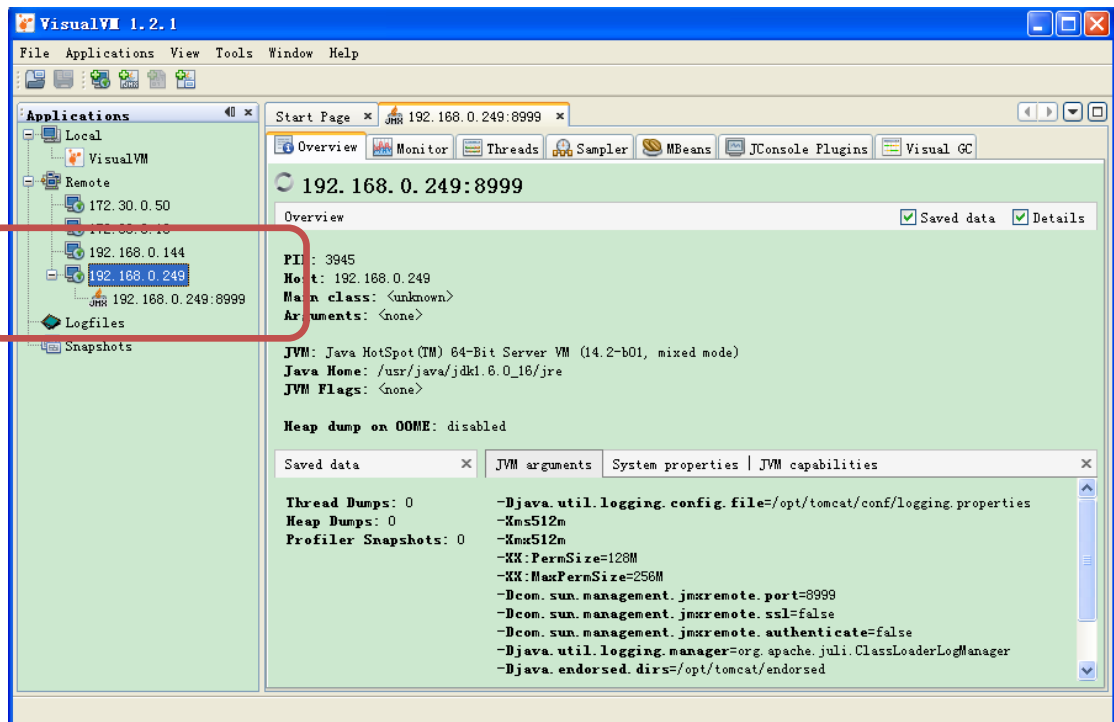 VisualVM 1.2.1
File Applications View Tools Window Help
Applications
Local
VisualVM
Remote
172.30.0.50
192.168.0.144
192.168.0.249
JMX 192.168.0.249:8999
Logfiles
Snapshots
Start Page JMX 192.168.0.249:8999
Overview Monitor Threads Sampler MBeans JConsole Plugins Visual GC
192.168.0.249:8999
Overview Saved data Details
PID: 3945
Host: 192.168.0.249
Main class: <unknown>
Arguments: <none>
JVM: Java HotSpot(TM) 64-Bit Server VM (14.2-b01, mixed mode)
Java Home: /usr/java/jdk1.6.0_16/jre
JVM Flags: <none>
Heap dump on OOME: disabled
Saved data
Thread Dumps: 0
Heap Dumps: 0
Profiler Snapshots: 0
JVM arguments System properties JVM capabilities
-Djava.util.logging.config.file=/opt/tomcat/conf/logging.properties
-Xms512m
-Xmx512m
-XX:PermSize=128M
-XX:MaxPermSize=256M
-Dcom.sun.management.jmxremote.port=8999
-Dcom.sun.management.jmxremote.ssl=false
-Dcom.sun.management.jmxremote.authenticate=false
-Djava.util.logging.manager=org.apache.juli.ClassLoaderLogManager
-Djava.endorsed.dirs=/opt/tomcat/endorsed